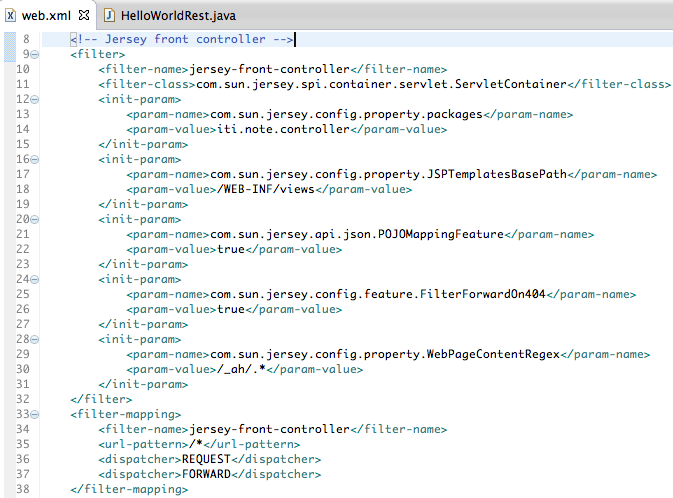 web.xml HelloWorldRest.java
8 <!-- Jersey front controller -->
9 <filter>
10 <filter-name>jersey-front-controller</filter-name>
11 <filter-class>com.sun.jersey.spi.container.servlet.ServletContainer</filter-class>
12 <init-param>
13 <param-name>com.sun.jersey.config.property.packages</param-name>
14 <param-value>iti.note.controller</param-value>
15 </init-param>
16 <init-param>
17 <param-name>com.sun.jersey.config.property.JSPTemplatesBasePath</param-name>
18 <param-value>/WEB-INF/views</param-value>
19 </init-param>
20 <init-param>
21 <param-name>com.sun.jersey.api.json.POJOMappingFeature</param-name>
22 <param-value>true</param-value>
23 </init-param>
24 <init-param>
25 <param-name>com.sun.jersey.config.feature.FilterForwardOn404</param-name>
26 <param-value>true</param-value>
27 </init-param>
28 <init-param>
29 <param-name>com.sun.jersey.config.property.WebPageContentRegex</param-name>
30 <param-value>/_ah/.*</param-value>
31 </init-param>
32 </filter>
33 <filter-mapping>
34 <filter-name>jersey-front-controller</filter-name>
35 <url-pattern>/*</url-pattern>
36 <dispatcher>REQUEST</dispatcher>
37 <dispatcher>FORWARD</dispatcher>
38 </filter-mapping>